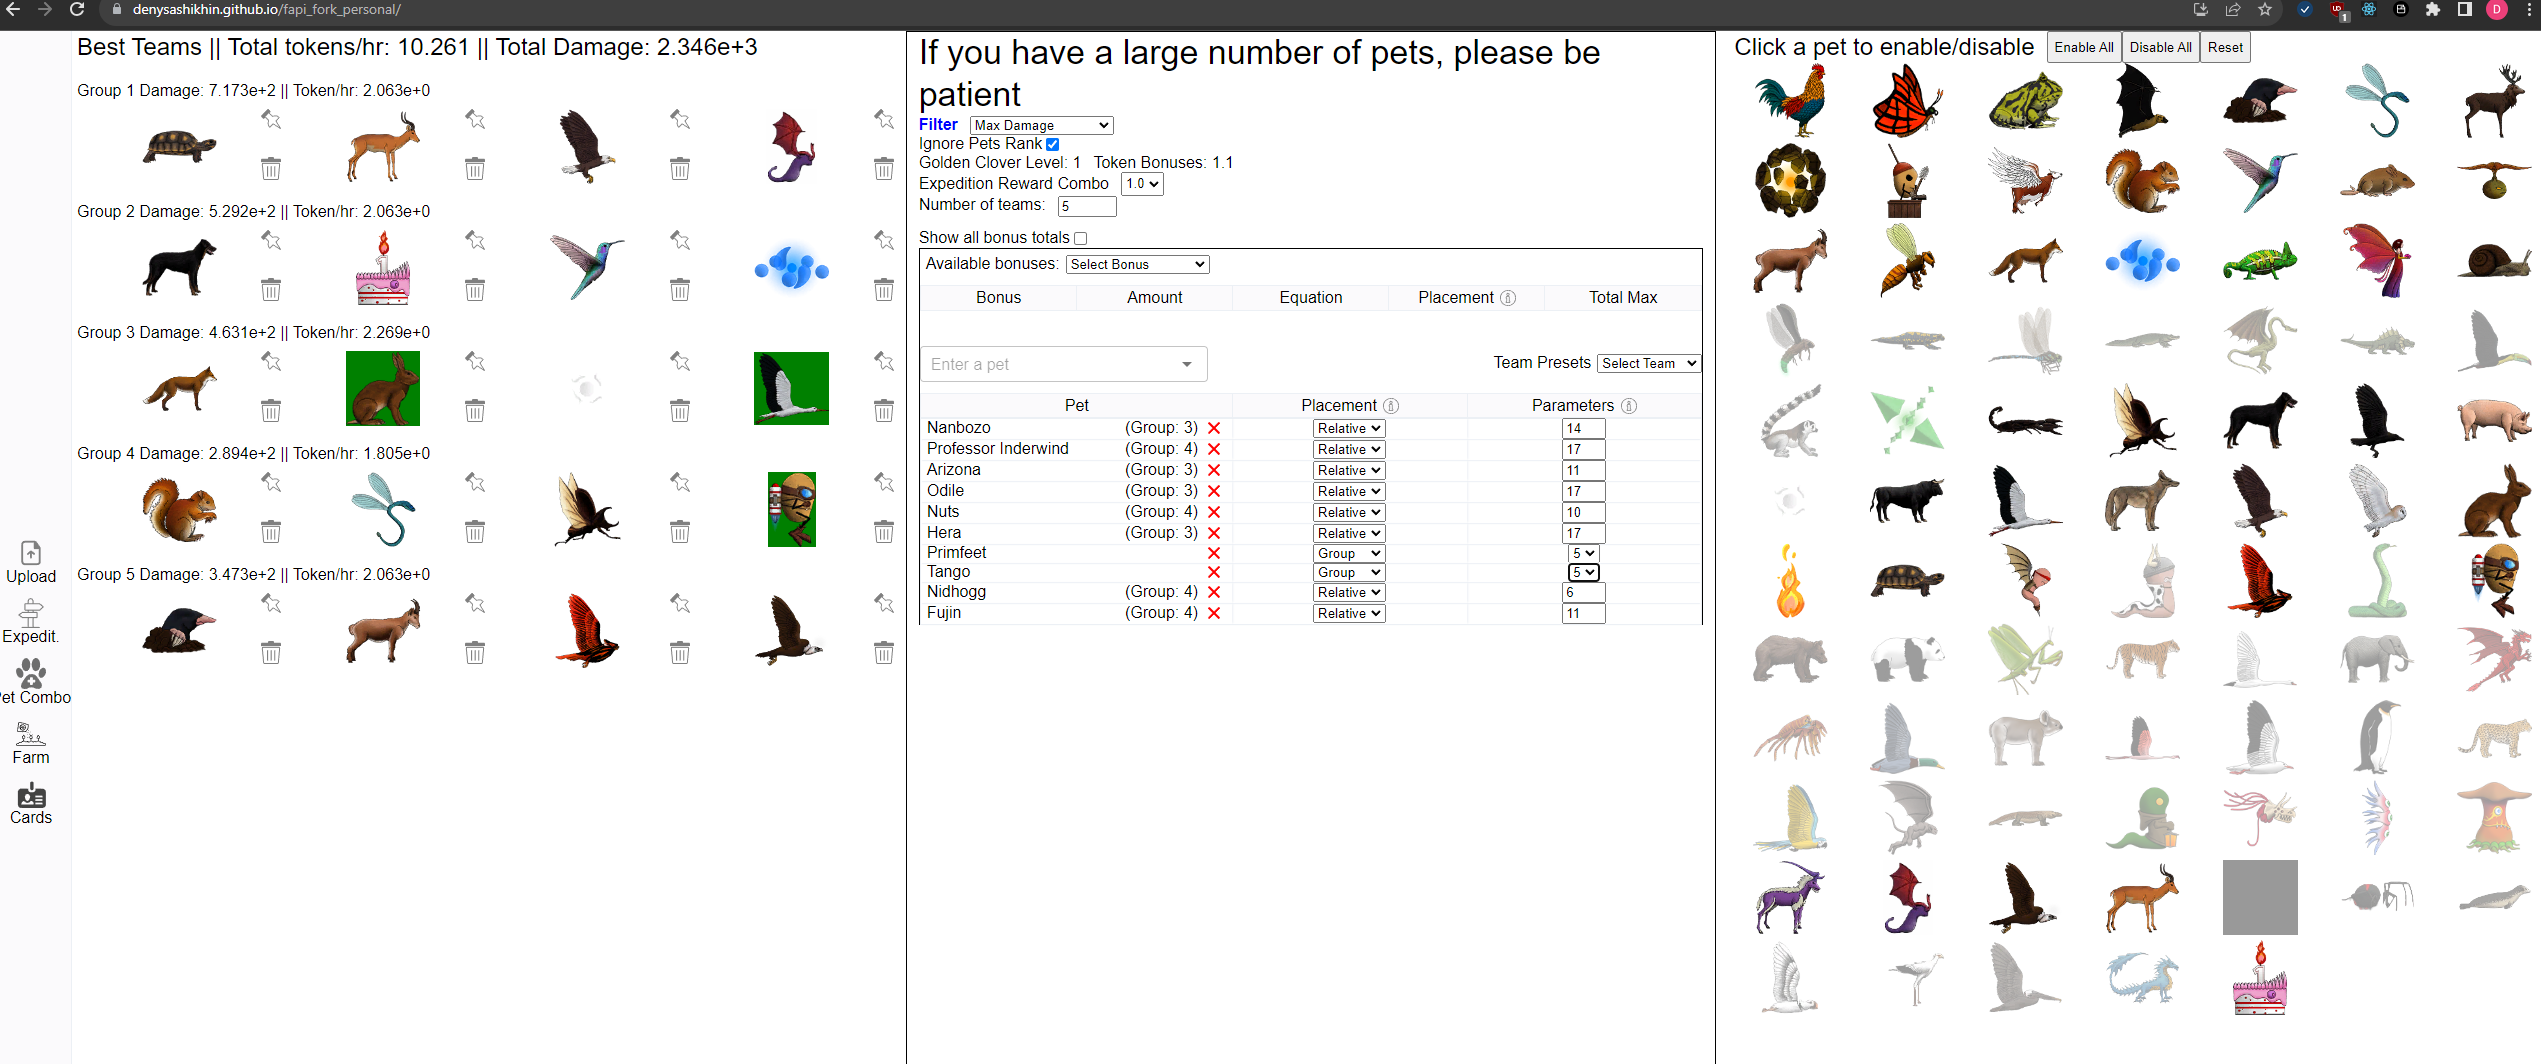 denysashikhin.github.io/fapi_fork_personal/
1
D
Best Teams || Total tokens/hr: 10.261 || Total Damage: 2.346e+3
Group 1 Damage: 7.173e+2 || Token/hr: 2.063e+0
Group 2 Damage: 5.292e+2 || Token/hr: 2.063e+0
Group 3 Damage: 4.631e+2 || Token/hr: 2.269e+0
Group 4 Damage: 2.894e+2 || Token/hr: 1.805e+0
Group 5 Damage: 3.473e+2 || Token/hr: 2.063e+0
Upload
Expedit.
et Combo
Farm
Cards
If you have a large number of pets, please be
patient
Filter Max Damage
Ignore Pets Rank
Golden Clover Level: 1 Token Bonuses: 1.1
Expedition Reward Combo 1.0
Number of teams: 5
Show all bonus totals
Available bonuses: Select Bonus
Bonus Amount Equation Placement Total Max
Enter a pet Team Presets Select Team
Pet Placement Parameters
Nanbozo (Group: 3) Relative 14
Professor Inderwind (Group: 4) Relative 17
Arizona (Group: 3) Relative 11
Odile (Group: 3) Relative 17
Nuts (Group: 4) Relative 10
Hera (Group: 3) Relative 17
Primfeet Group 5
Tango Group 5
Nidhogg (Group: 4) Relative 6
Fujin (Group: 4) Relative 11
Click a pet to enable/disable Enable All Disable All Reset